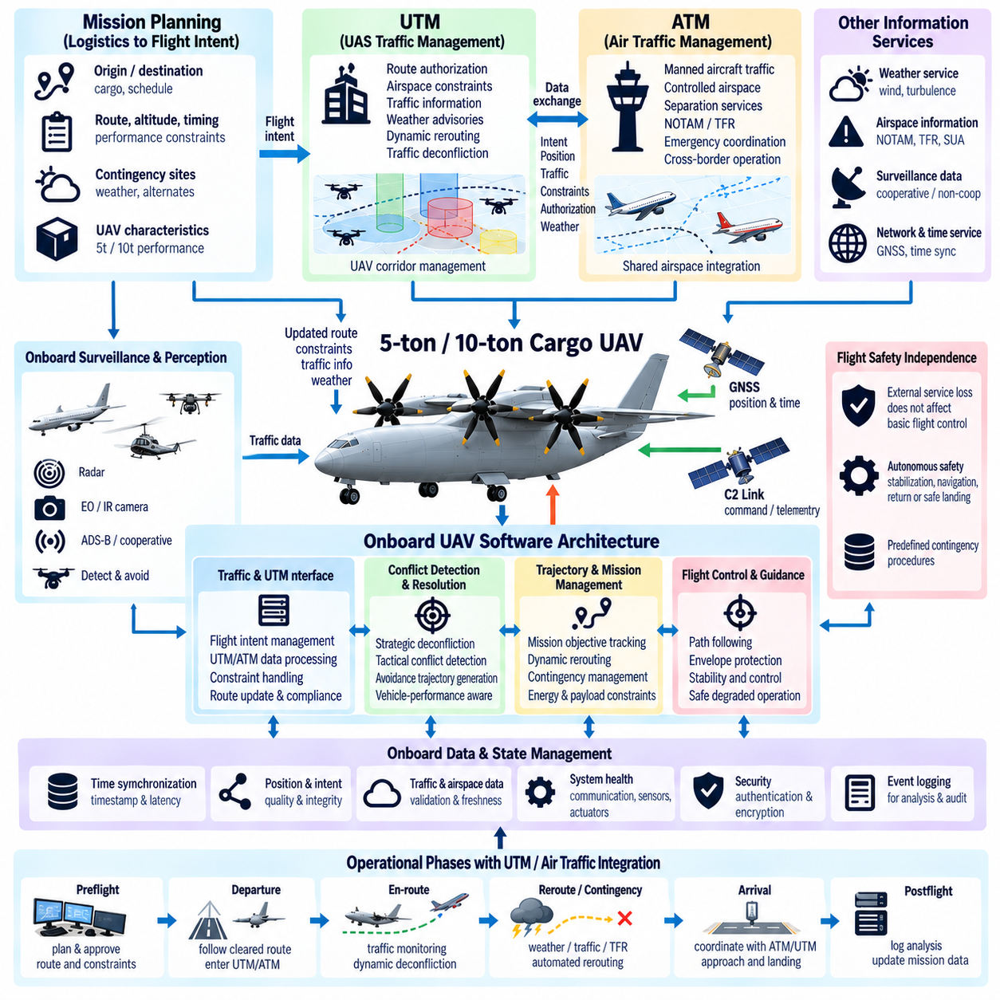 Mission Planning
(Logistics to Flight Intent)
Origin / destination
cargo, schedule
Route, altitude, timing
performance constraints
Contingency sites
weather, alternates
UAV characteristics
5t / 10t performance
Flight
intent
UTM
(UAS Traffic Management)
Route authorization
Airspace constraints
Traffic information
Weather advisories
Dynamic rerouting
Traffic deconfliction
UAV corridor management
Data
exchange
Intent
Position
Traffic
Constraints
Authorization
Weather
ATM
(Air Traffic Management)
Manned aircraft traffic
Controlled airspace
Separation services
NOTAM / TFR
Emergency coordination
Cross-border operation
Shared airspace integration
Other Information
Services
Weather service
wind, turbulence
Airspace information
NOTAM, TFR, SUA
Surveillance data
cooperative / non-coop
Network & time service
GNSS, time sync
Onboard Surveillance & Perception
Radar
EO / IR camera
ADS-B / cooperative
Detect & avoid
Traffic data
Updated route
constraints
traffic info
weather
5-ton / 10-ton Cargo UAV
GNSS
position & time
C2 Link
command / telemetry
Flight Safety Independence
External service loss
does not affect
basic flight control
Autonomous safety
stabilization, navigation,
return or safe landing
Predefined contingency
procedures
Onboard UAV Software Architecture
Traffic & UTM nterface
Flight intent management
UTM/ATM data processing
Constraint handling
Route update & compliance
Conflict Detection
& Resolution
Strategic deconfliction
Tactical conflict detection
Avoidance trajectory generation
Vehicle-performance aware
Trajectory & Mission
Management
Mission objective tracking
Dynamic rerouting
Contingency management
Energy & payload constraints
Flight Control & Guidance
Path following
Envelope protection
Stability and control
Safe degraded operation
Onboard Data & State Management
Time symchronization
timestamp & latency
Position & intent
quality & integrity
Traffic & airspace data
validation & freshness
System health
communication, sensors,
actuators
Security
authentication &
encryption
Event logging
for analysis & audit
Operational Phases with UTM / Air Traffic Integration
Preflight
plan & approve
route and constraints
Departure
follow cleared route
enter UTM/ATM
En-route
traffic monitoring
dynamic deconfliction
Reroute / Contingency
weather / traffic / TFR
automated rerouting
Arrival
coordinate with ATM/UTM
approach and landing
Postflight
log analysis
update mission data